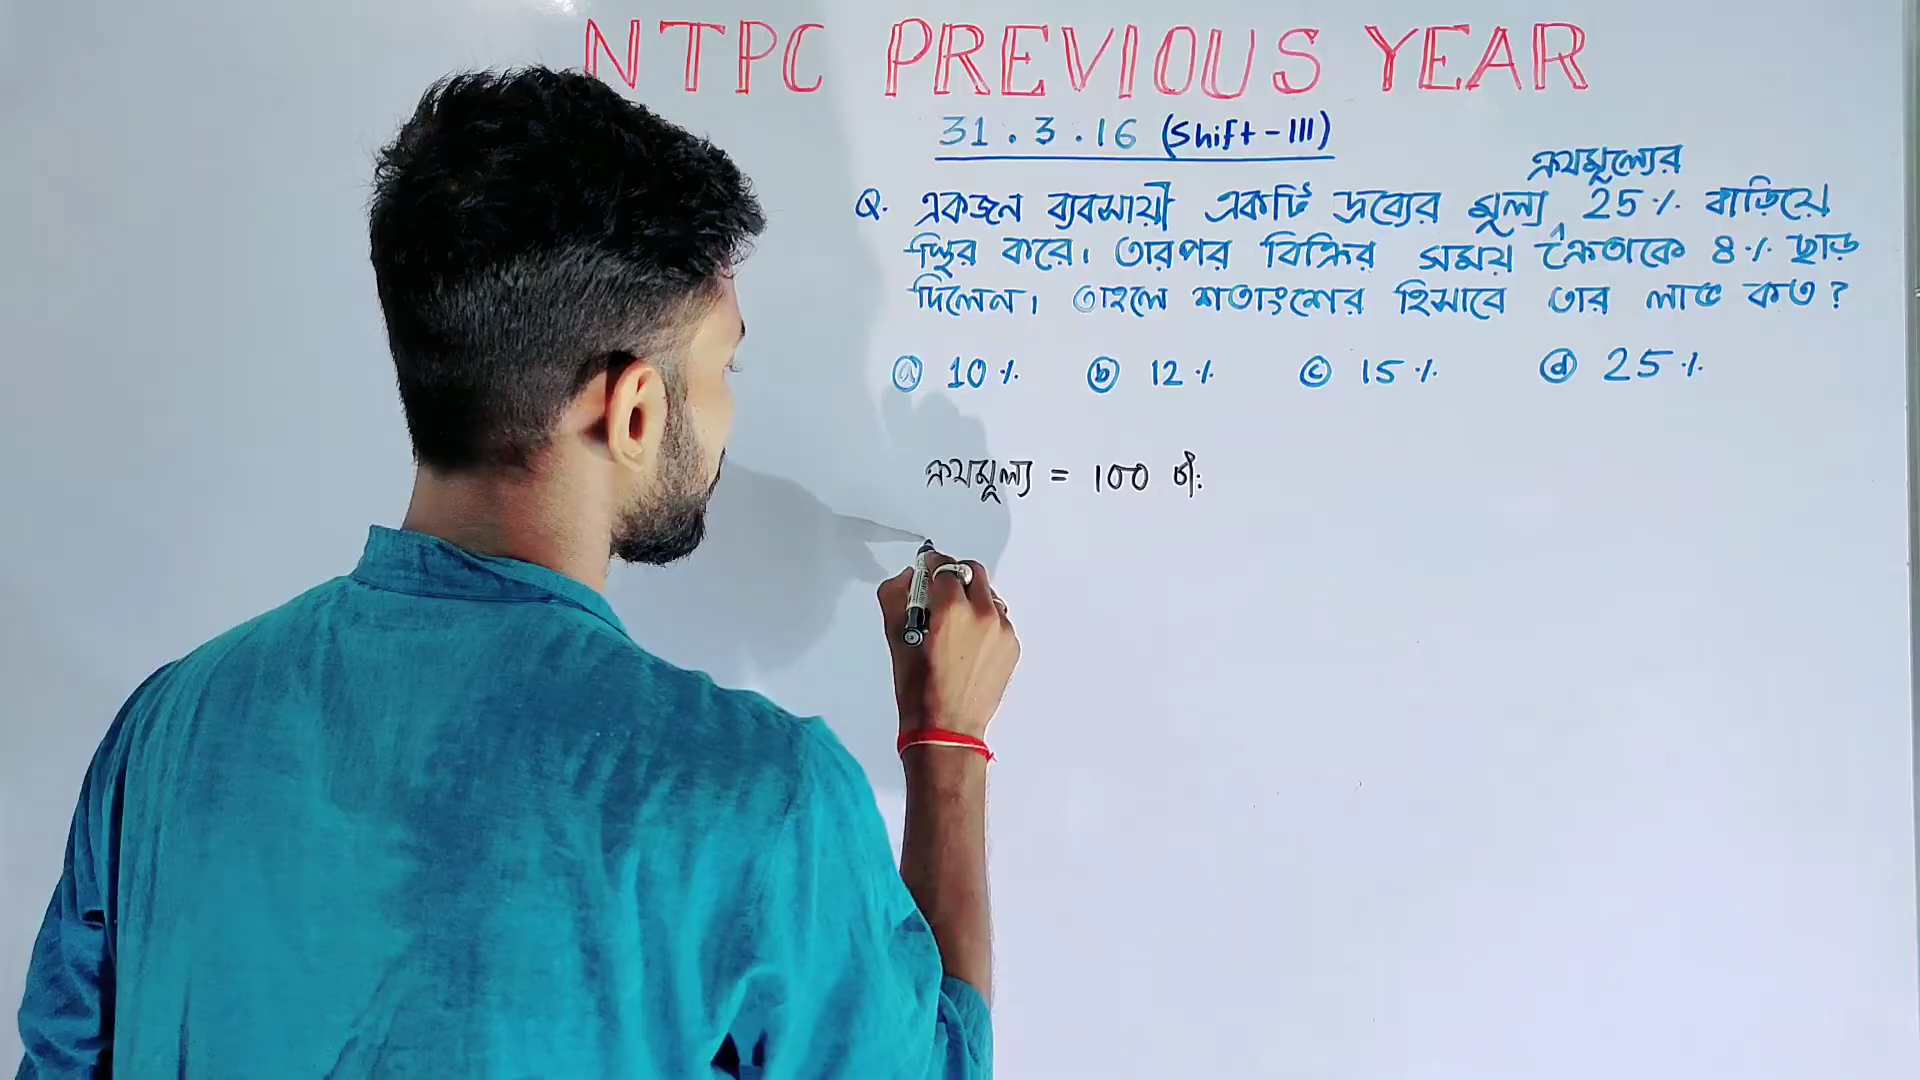 NTPC PREVIOUS YEAR
31.3.16 (Shift-III)
ক্রয়মূল্যের
Q. একজন ব্যবসায়ী একটি দ্রব্যের মূল্য 25% বাড়িয়ে
স্থির করে। তারপর বিক্রির সময় ক্রেতাকে 8% ছাড়
দিলেন। তাহলে শতাংশের হিসাবে তার লাভ কত?
ⓐ 10% ⓑ 12% ⓒ 15% ⓓ 25%
ক্রয়মূল্য = 100 টা: